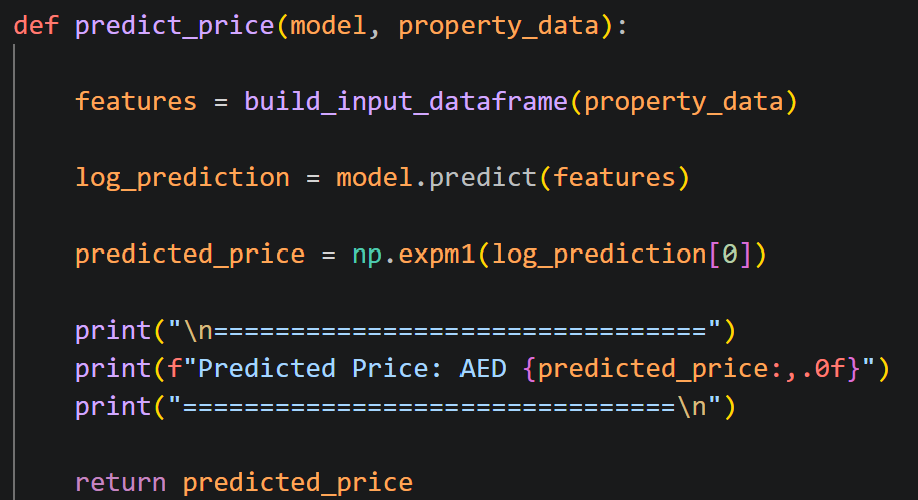 def predict_price(model, property_data):
    features = build_input_dataframe(property_data)
    log_prediction = model.predict(features)
    predicted_price = np.expm1(log_prediction[0])
    print("\n================================")
    print(f"Predicted Price: AED {predicted_price:,.0f}")
    print("================================\n")
    return predicted_price